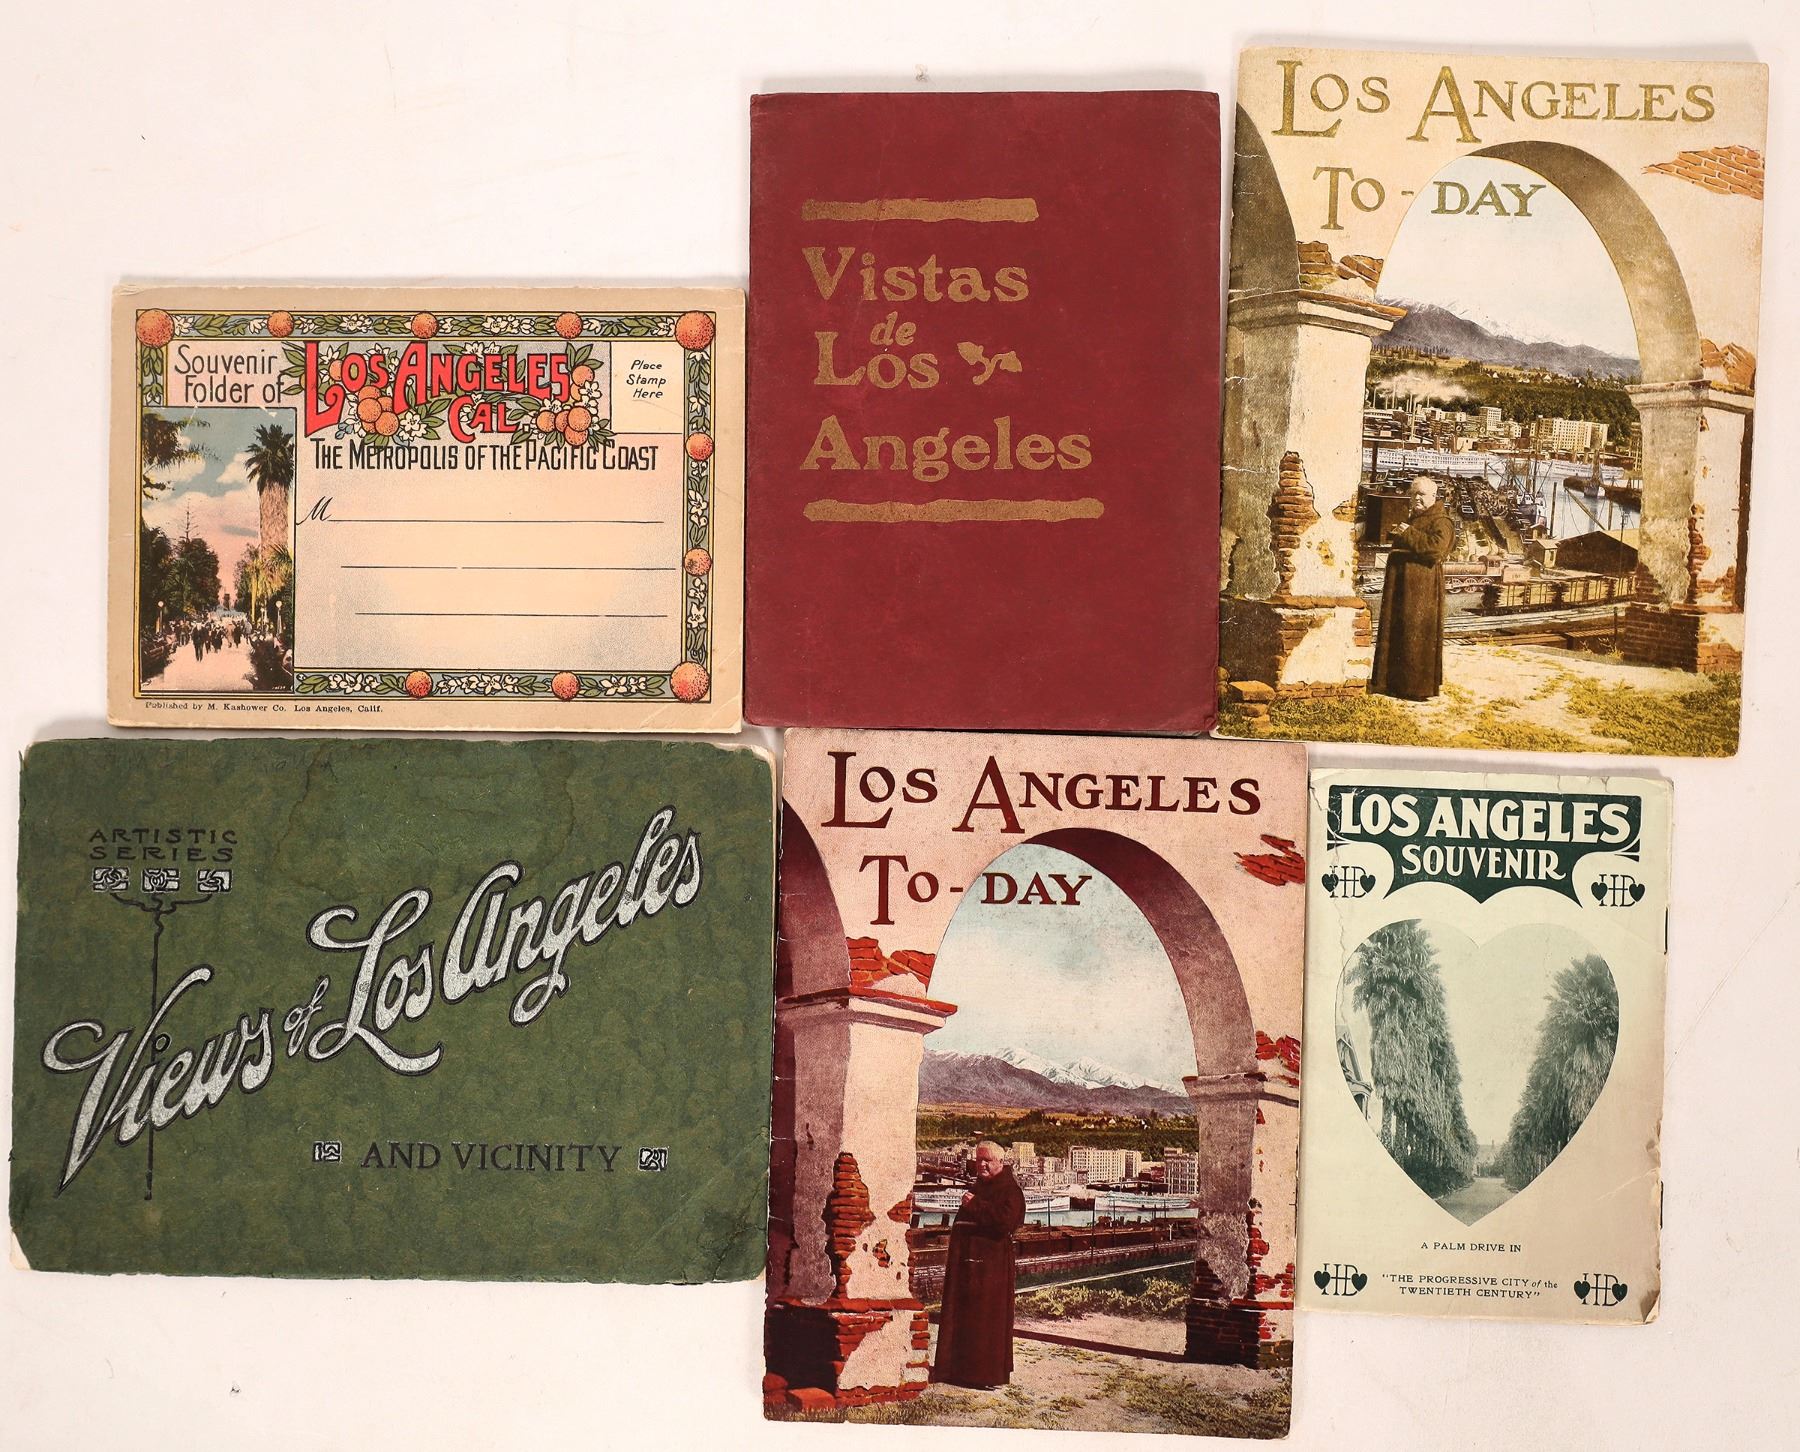 Souvenir
Folder of
LOS ANGELES
CAL
Place
Stamp
Here
THE METROPOLIS OF THE PACIFIC COAST
M
Published by M. Kashower Co. Los Angeles, Calif.
Vistas
de
Los
Angeles
LOS ANGELES
TO-DAY
ARTISTIC
SERIES
Views of Los Angeles
AND VICINITY
LOS ANGELES
TO-DAY
LOS ANGELES
SOUVENIR
A PALM DRIVE IN
"THE PROGRESSIVE CITY of the
TWENTIETH CENTURY"